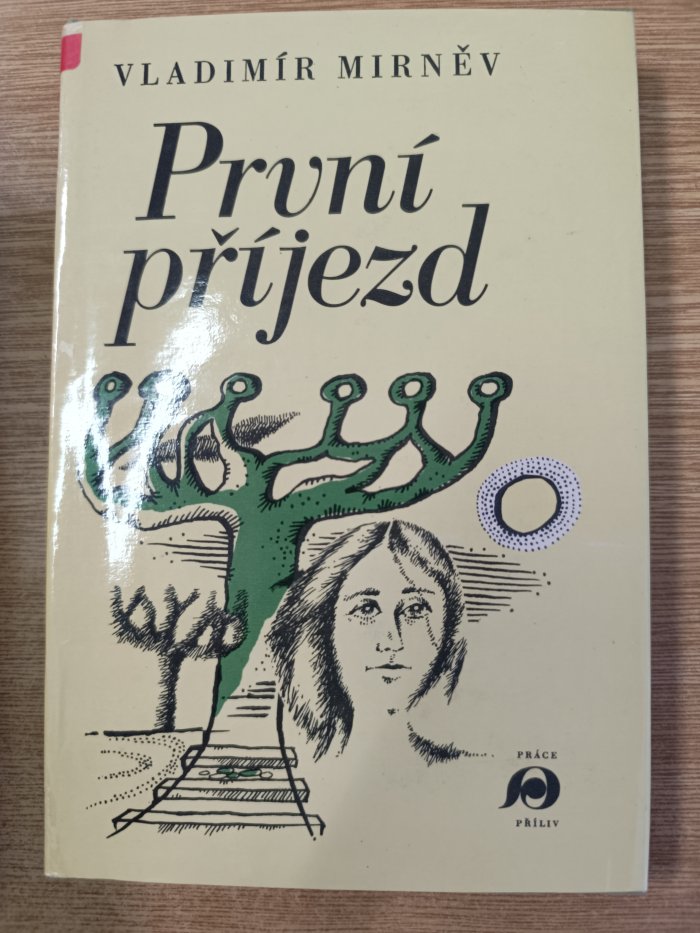 VLADIMÍR MIRNĚV
První
příjezd
PRÁCE
PŘÍLIV